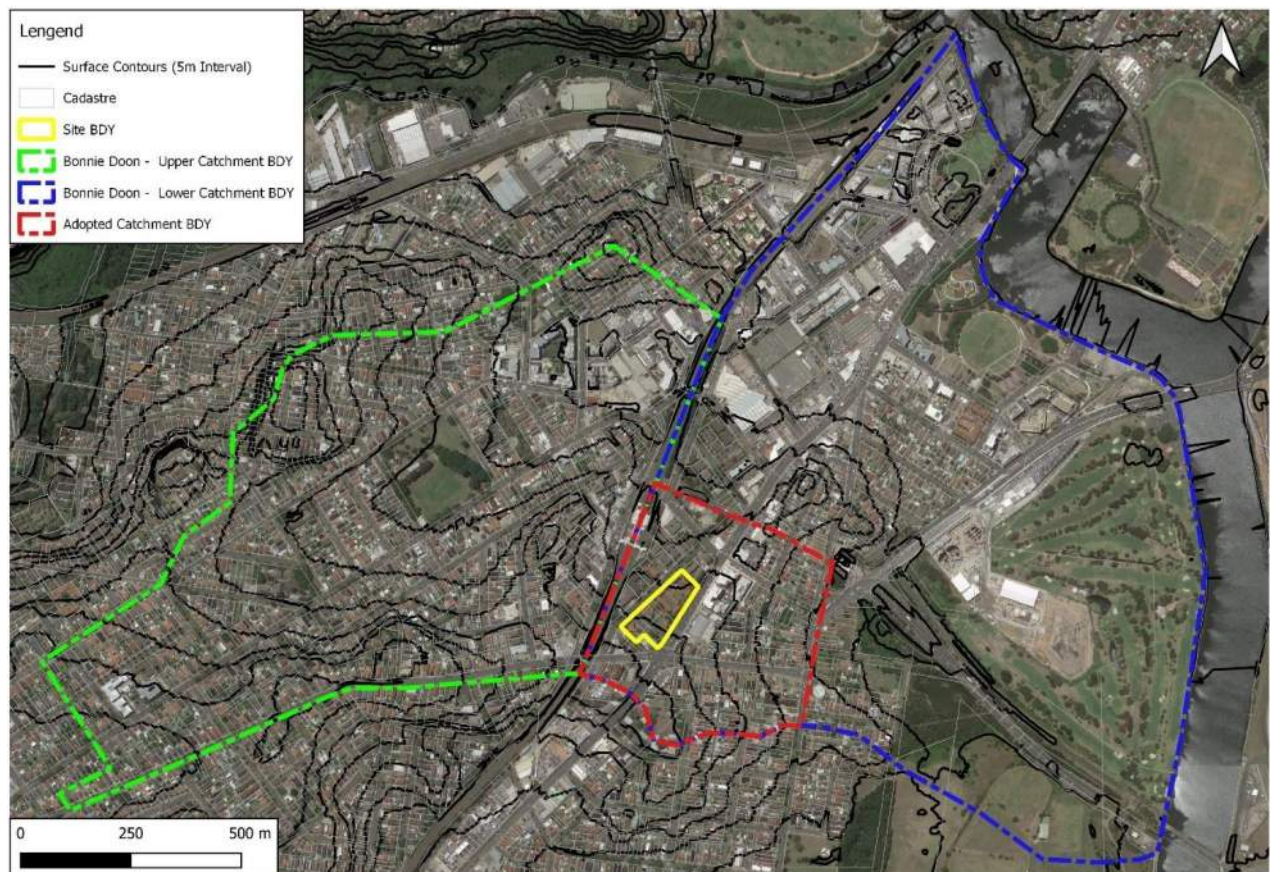 Lengend
Surface Contours (5m Interval)
Cadastre
Site BDY
Bonnie Doon - Upper Catchment BDY
Bonnie Doon - Lower Catchment BDY
Adopted Catchment BDY
0 250 500 m